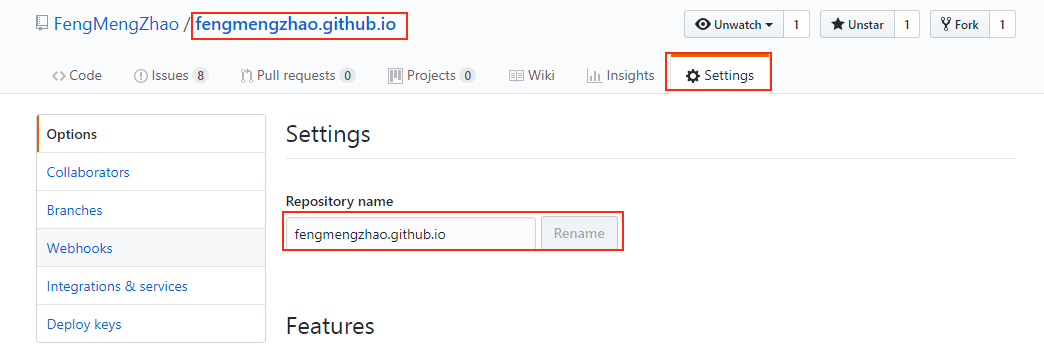 FengMengZhao / fengmengzhao.github.io Unwatch 1 Unstar 1 Fork 1
Code Issues 8 Pull requests 0 Projects 0 Wiki Insights Settings
Options
Collaborators
Branches
Webhooks
Integrations & services
Deploy keys
Settings
Repository name
fengmengzhao.github.io Rename
Features